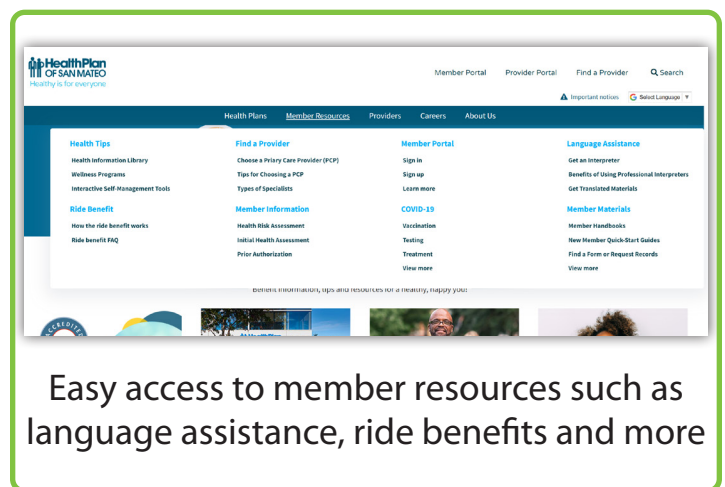 HealthPlan
OF SAN MATEO
Healthy is for everyone
Member Portal Provider Portal Find a Provider Search
Important notices Select Language
Health Plans Member Resources Providers Careers About Us
Health Tips
Health Information Library
Wellness Programs
Interactive Self-Management Tools
Find a Provider
Choose a Priary Care Provider (PCP)
Tips for Choosing a PCP
Types of Specialists
Member Portal
Sign in
Sign up
Learn more
Language Assistance
Get an Interpreter
Benefits of Using Professional Interpreters
Get Translated Materials
Ride Benefit
How the ride benefit works
Ride benefit FAQ
Member Information
Health Risk Assessment
Initial Health Assessment
Prior Authorization
COVID-19
Vaccination
Testing
Treatment
View more
Member Materials
Member Handbooks
New Member Quick-Start Guides
Find a Form or Request Records
View more
Benefit information, tips and resources for a healthy, happy you!
ACCREDITED
HealthPlan
Easy access to member resources such as
language assistance, ride benefits and more